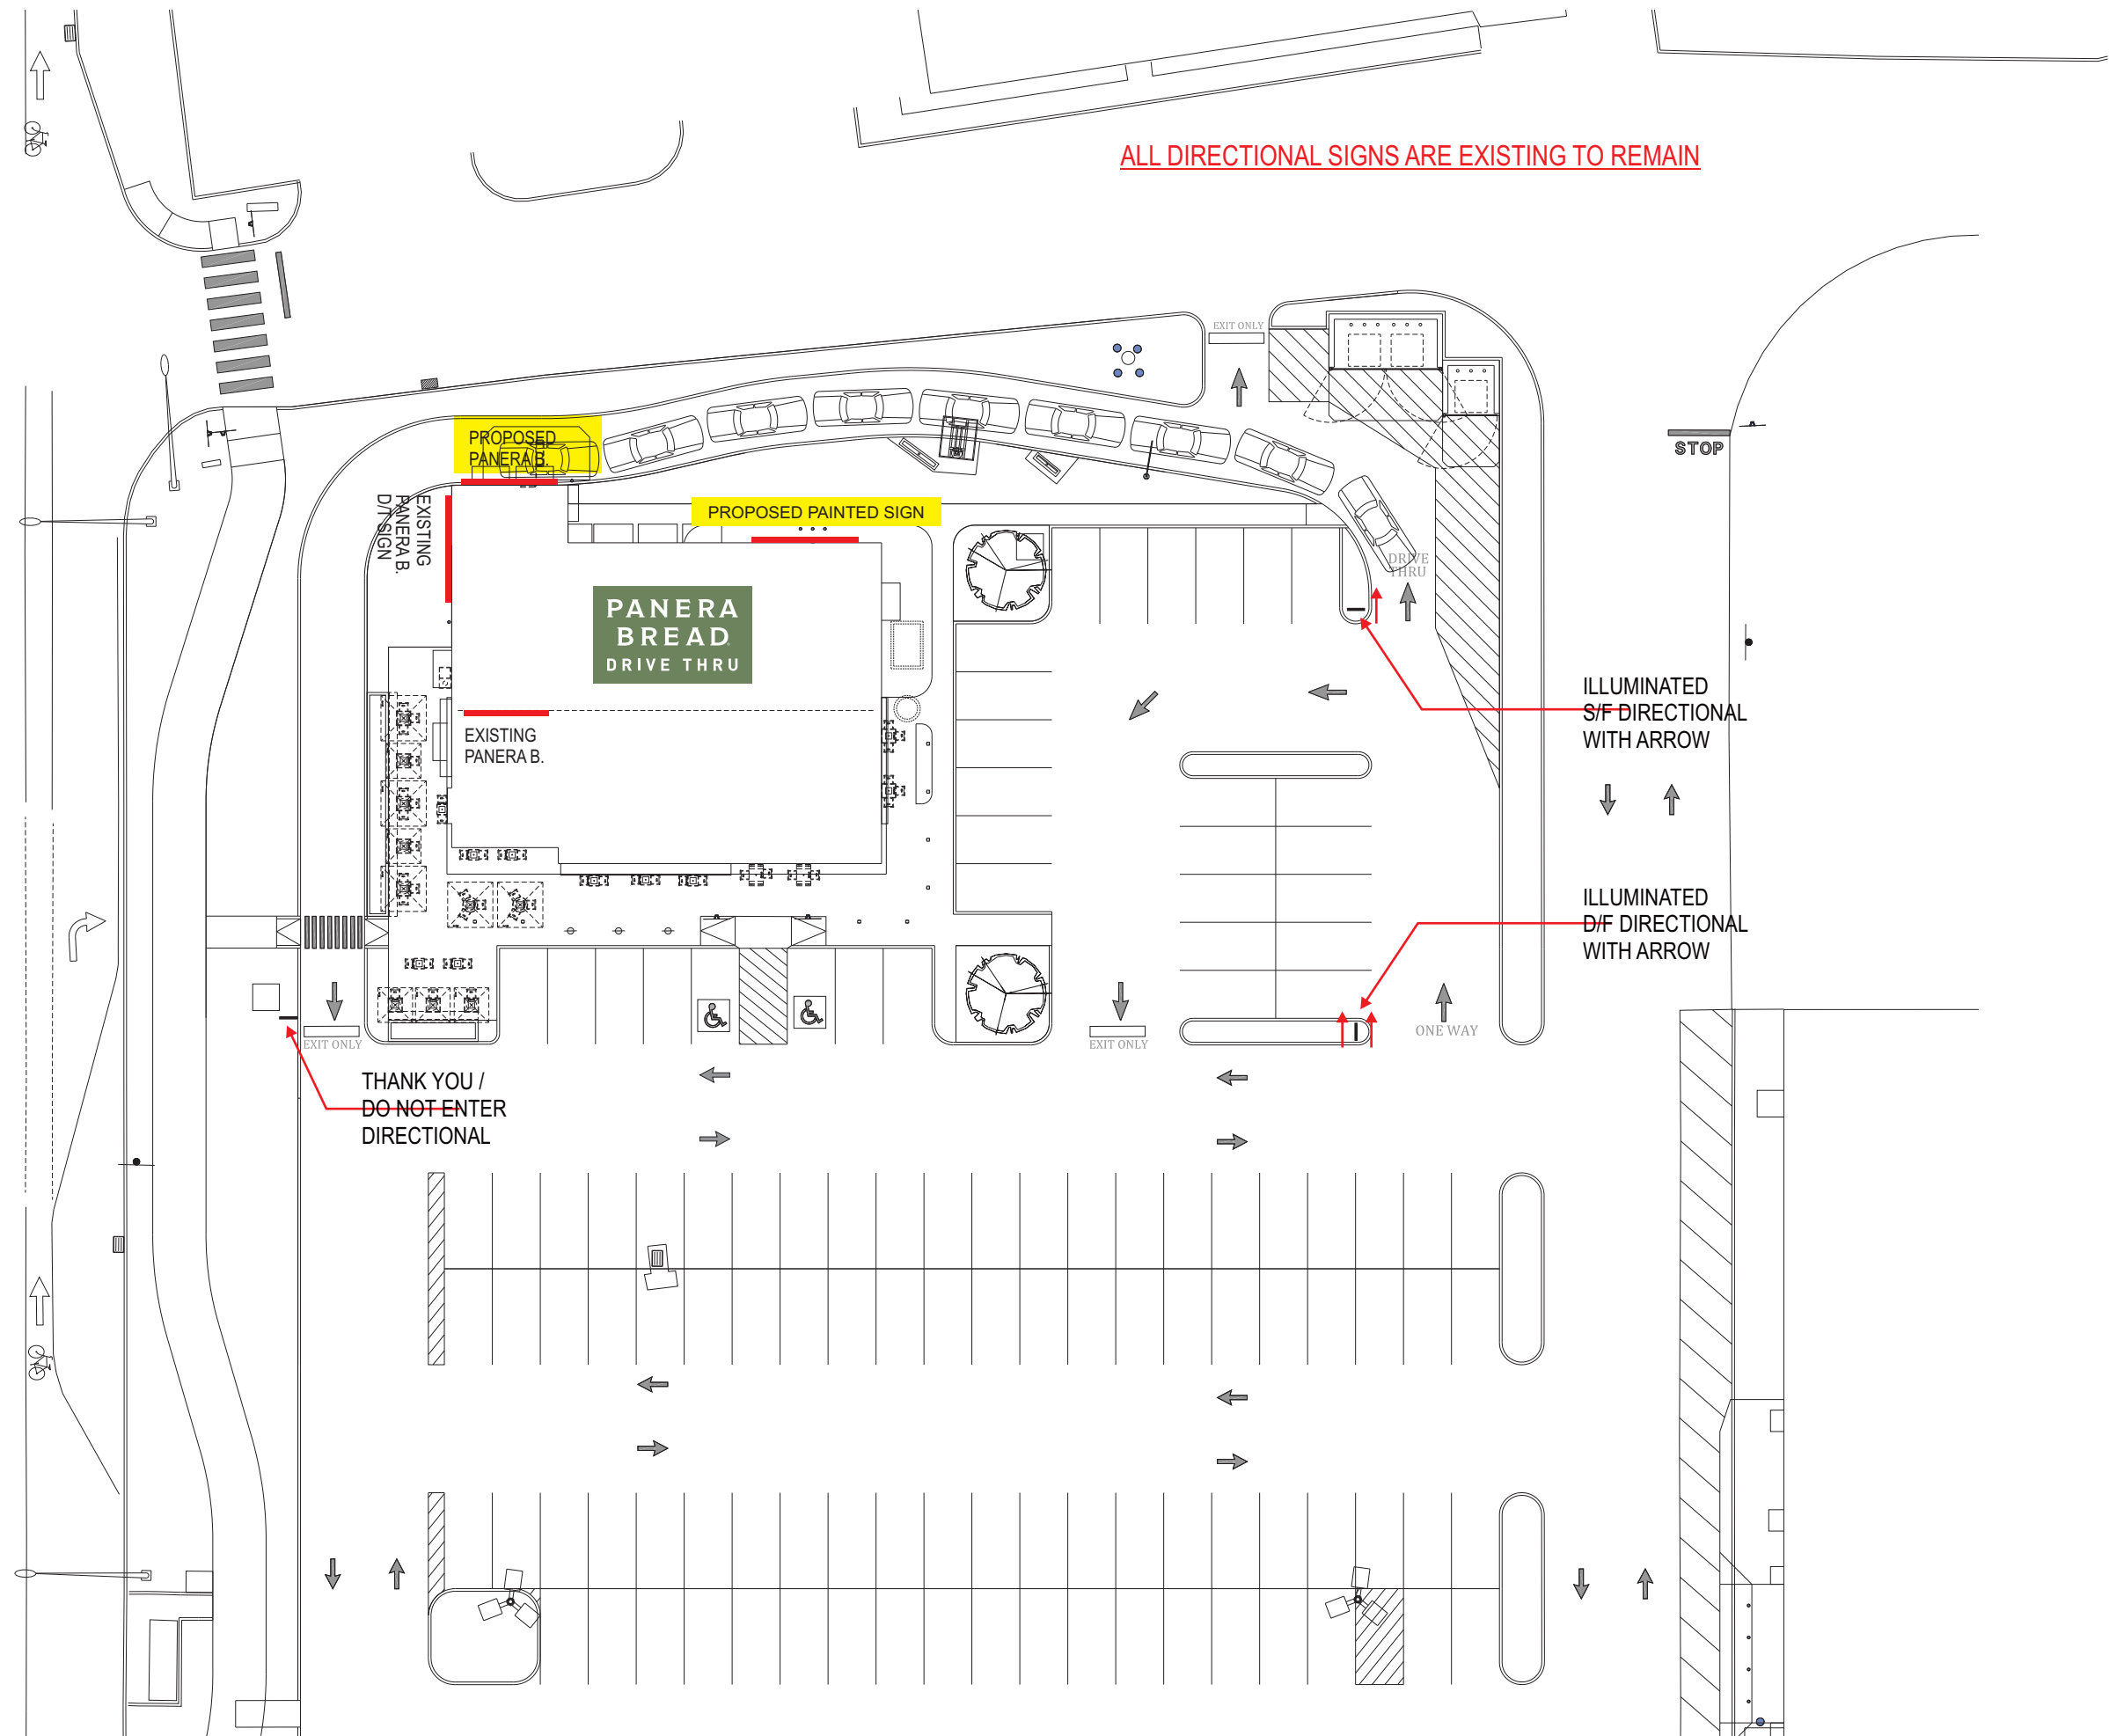 ALL DIRECTIONAL SIGNS ARE EXISTING TO REMAIN
EXIT ONLY
STOP
PROPOSED
PANERA B.
EXISTING
PANERA B.
D/T SIGN
PROPOSED PAINTED SIGN
DRIVE
THRU
PANERA
BREAD
DRIVE THRU
ILLUMINATED
S/F DIRECTIONAL
WITH ARROW
EXISTING
PANERA B.
ILLUMINATED
D/F DIRECTIONAL
WITH ARROW
EXIT ONLY
EXIT ONLY
ONE WAY
THANK YOU /
DO NOT ENTER
DIRECTIONAL